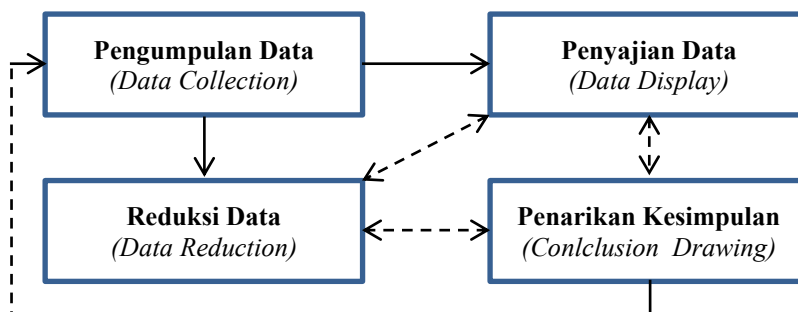 Pengumpulan Data
(Data Collection)
Penyajian Data
(Data Display)
Reduksi Data
(Data Reduction)
Penarikan Kesimpulan
(Conlclusion Drawing)